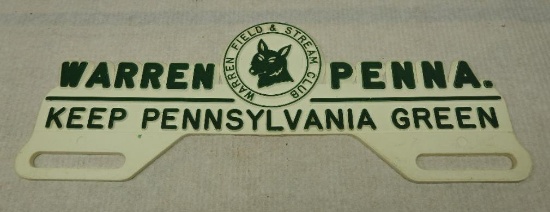 WARREN FIELD & STREAM CLUB
WARREN PENNA.
KEEP PENNSYLVANIA GREEN